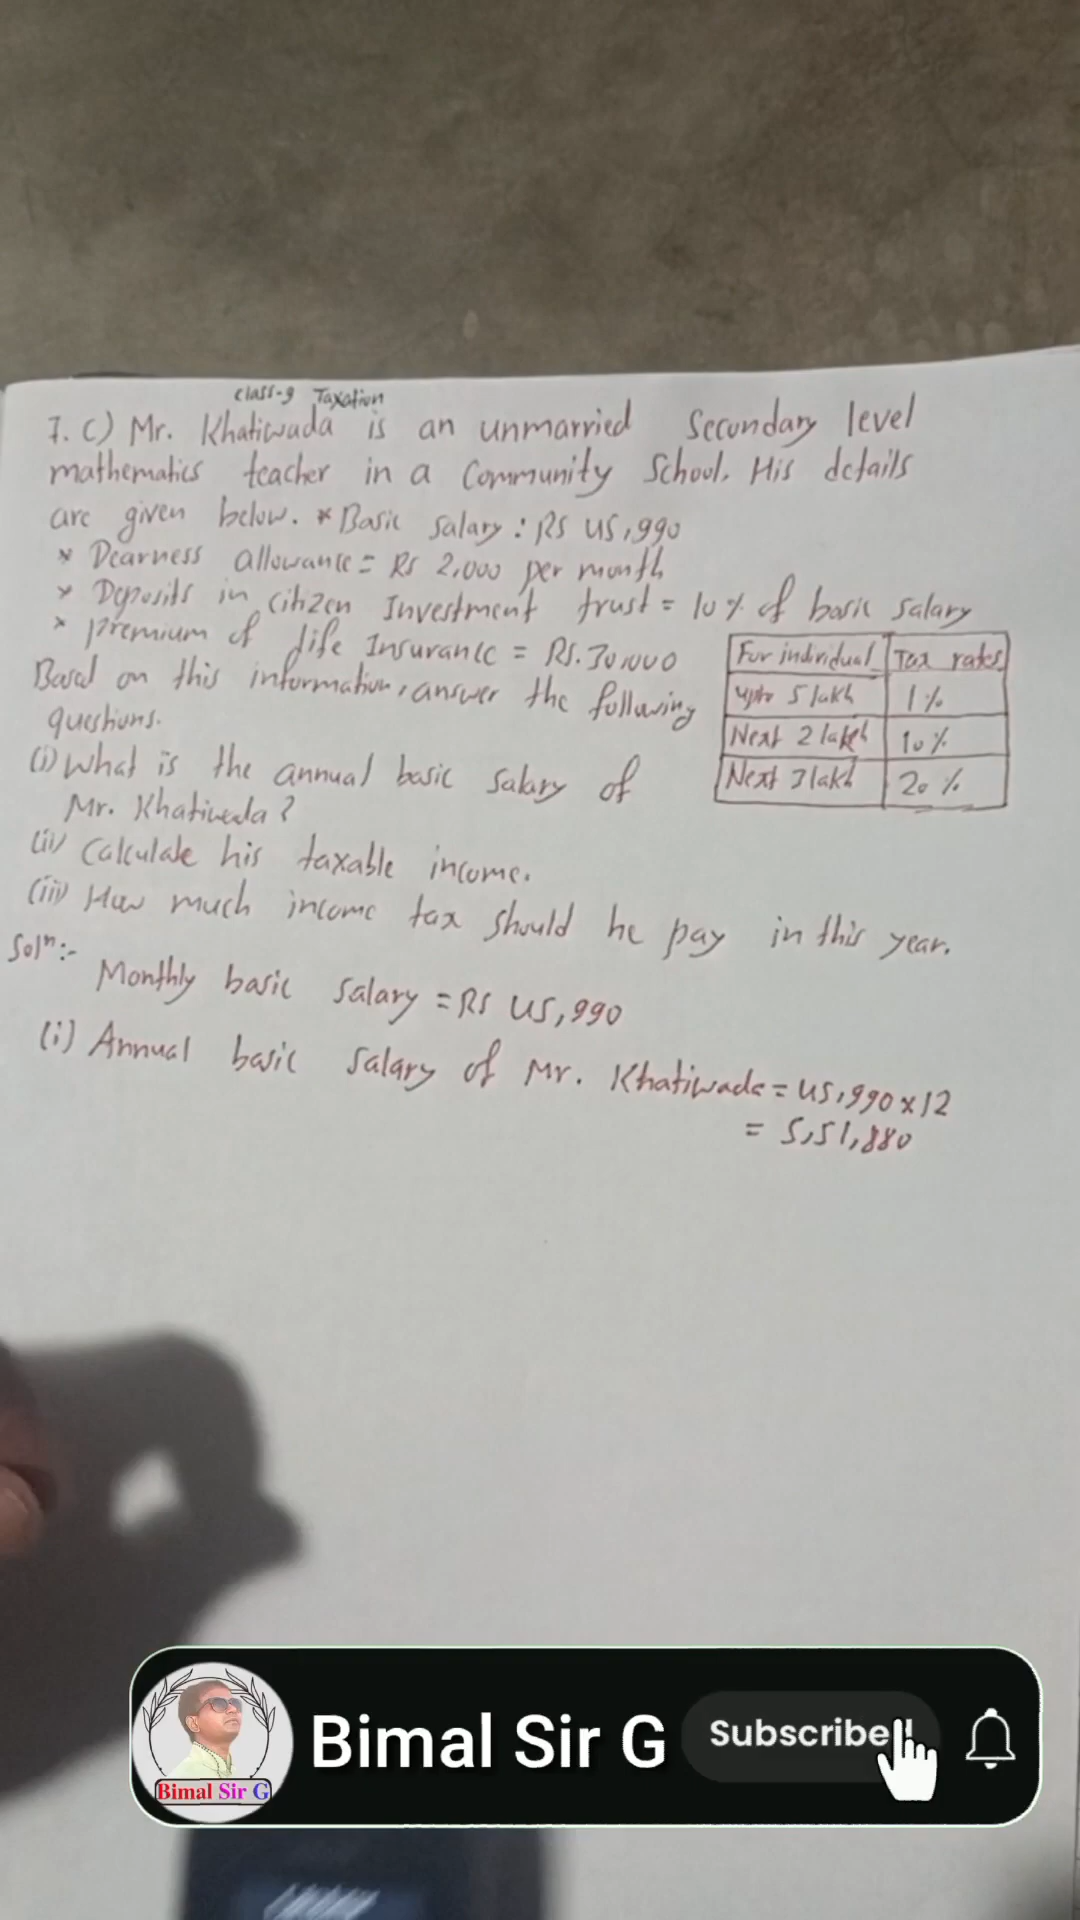 class-9 Taxation
7. c) Mr. Khatiwada is an unmarried Secondary level
mathematics teacher in a Community School. His details
are given below. * Basic Salary : Rs 45,990
* Dearness allowance = Rs 2,000 per month
* Deposits in Citizen Investment trust = 10% of basic salary
* premium of life Insurance = Rs. 30,000
Based on this information, answer the following
questions.
For individual Tax rates
upto 5 lakh 1%
Next 2 lakh 10%
Next 3 lakh 20%
(i) What is the annual basic salary of
Mr. Khatiwada?
(ii) Calculate his taxable income.
(iii) How much income tax should he pay in this year.
Solⁿ:-
Monthly basic salary = Rs 45,990
(i) Annual basic salary of Mr. Khatiwada = 45,990 x 12
= 5,51,880
Bimal Sir G
Subscribe
Bimal Sir G